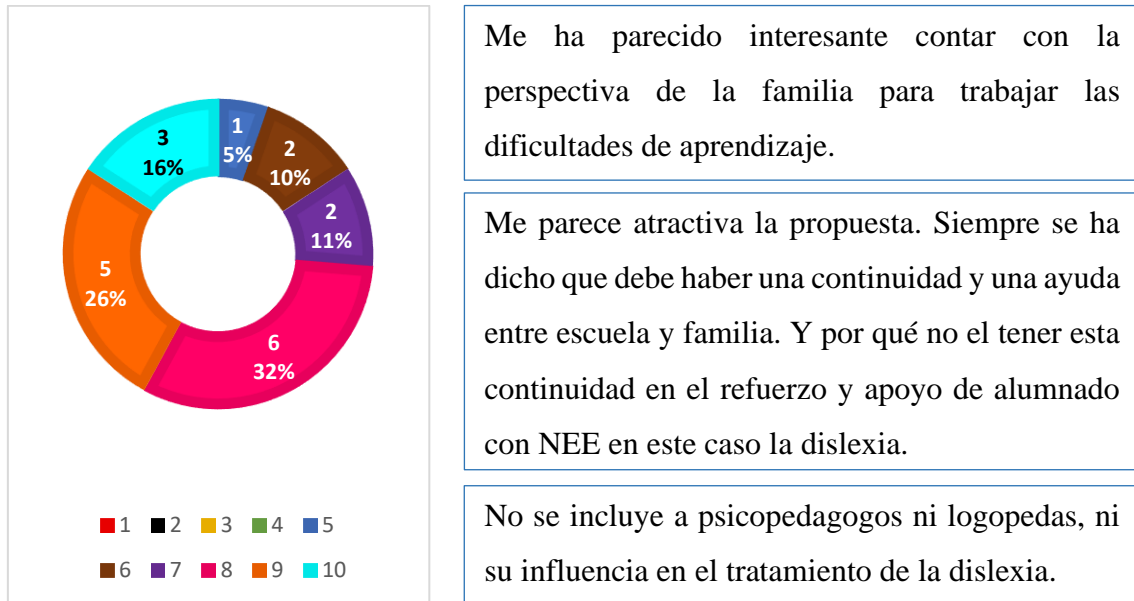 1
5%
2
10%
2
11%
6
32%
5
26%
3
16%
1 2 3 4 5
6 7 8 9 10
Me ha parecido interesante contar con la
perspectiva de la familia para trabajar las
dificultades de aprendizaje.
Me parece atractiva la propuesta. Siempre se ha
dicho que debe haber una continuidad y una ayuda
entre escuela y familia. Y por qué no el tener esta
continuidad en el refuerzo y apoyo de alumnado
con NEE en este caso la dislexia.
No se incluye a psicopedagogos ni logopedas, ni
su influencia en el tratamiento de la dislexia.